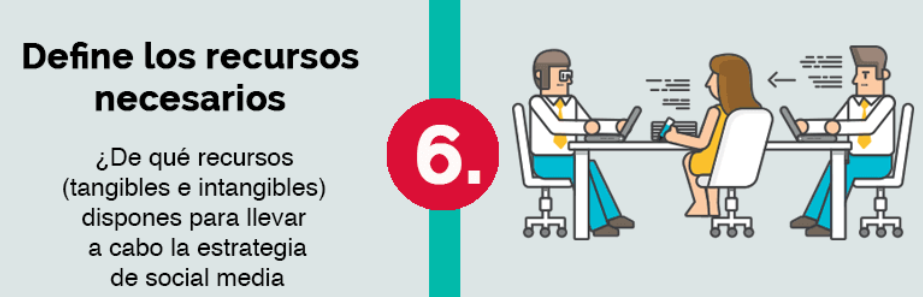 Define los recursos
necesarios
¿De qué recursos
(tangibles e intangibles)
dispones para llevar
a cabo la estrategia
de social media
6.